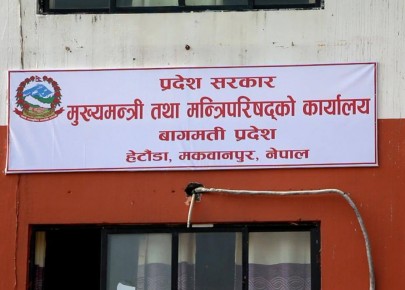 प्रदेश सरकार
मुख्यमन्त्री तथा मन्त्रिपरिषद्को कार्यालय
बागमती प्रदेश
हेटौंडा, मकवानपुर, नेपाल